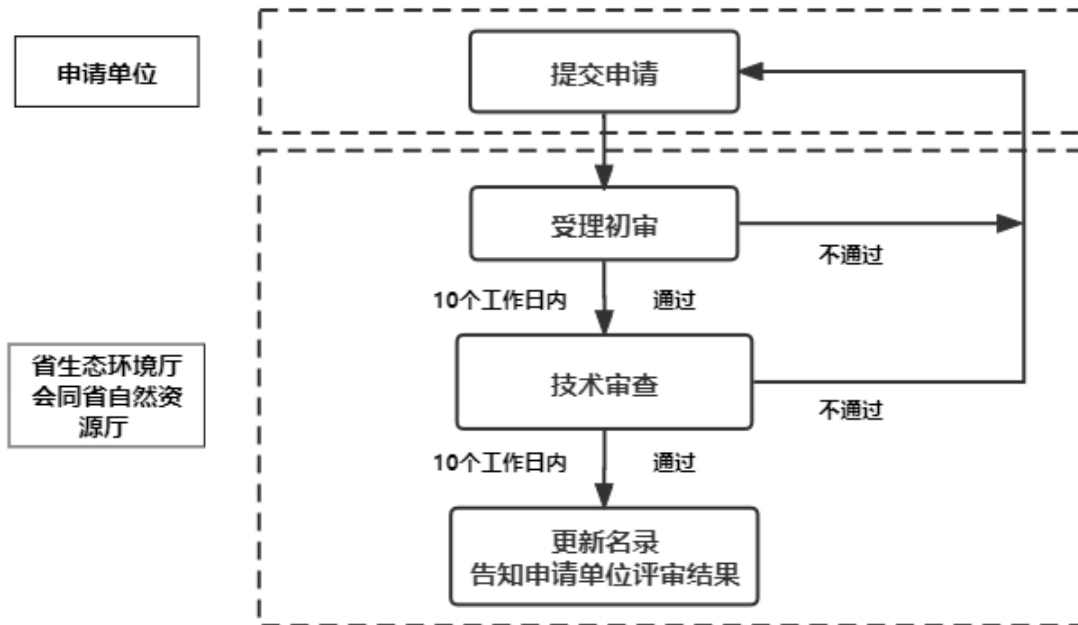 申请单位
提交申请
受理初审
不通过
10个工作日内
通过
省生态环境厅
会同省自然资
源厅
技术审查
不通过
10个工作日内
通过
更新名录
告知申请单位评审结果